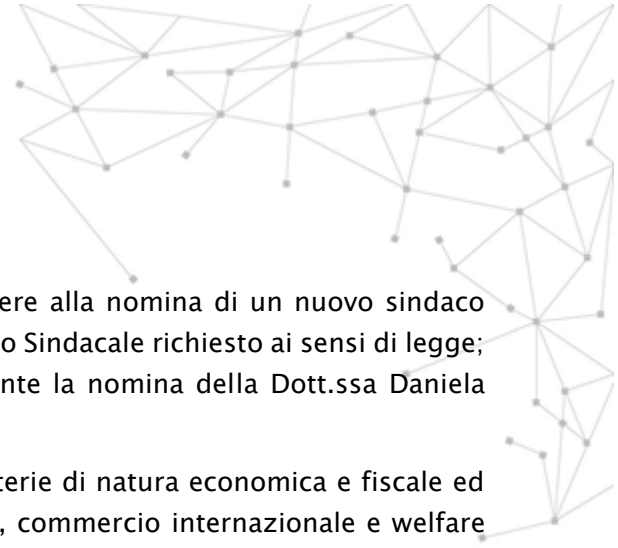 ere alla nomina di un nuovo sindaco
o Sindacale richiesto ai sensi di legge;
nte la nomina della Dott.ssa Daniela
terie di natura economica e fiscale ed
, commercio internazionale e welfare